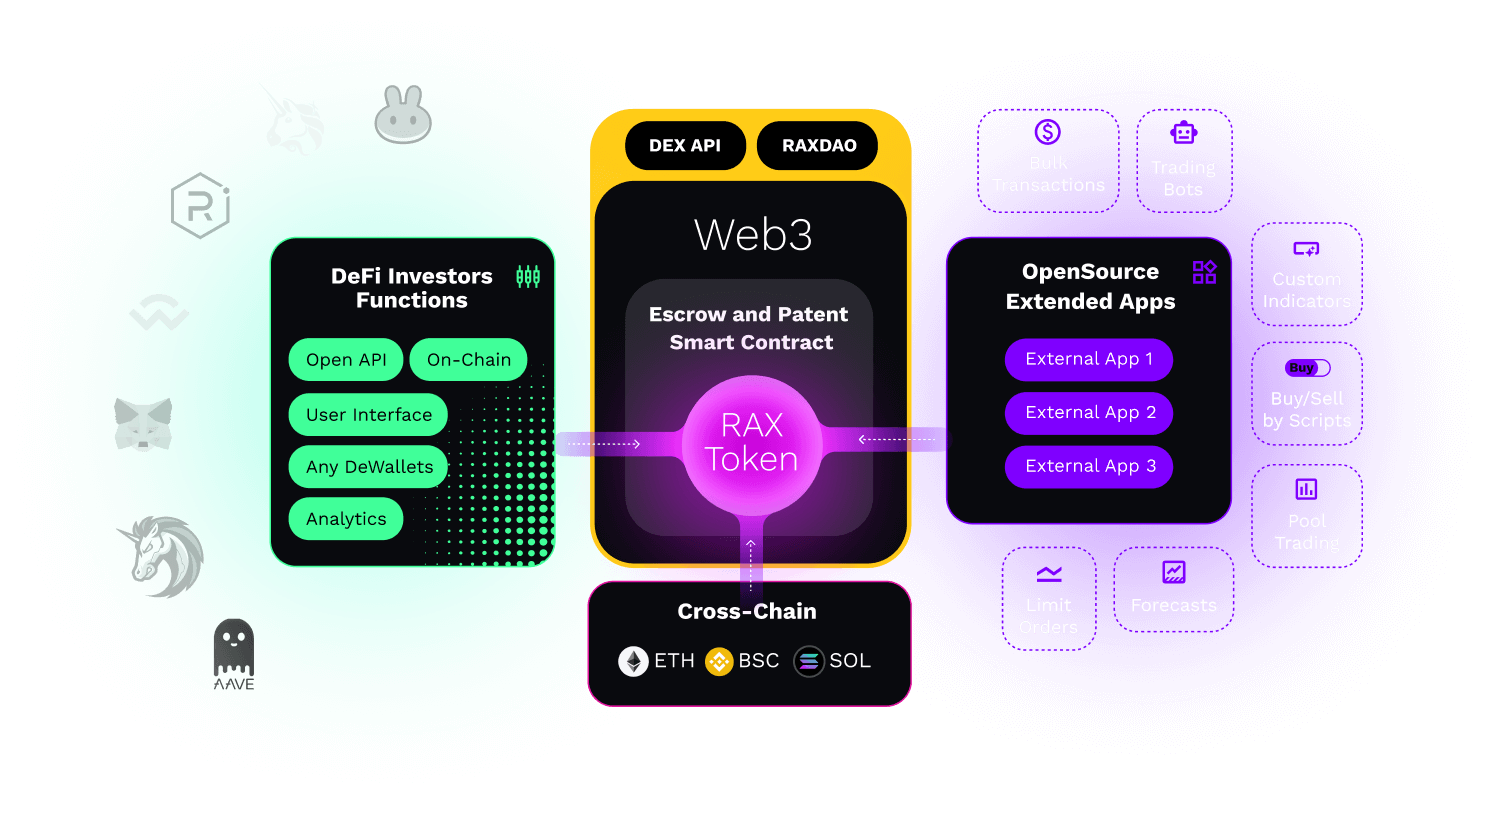 DEX API
RAXDAO
Web3
Escrow and Patent
Smart Contract
RAX
Token
DeFi Investors
Functions
Open API
On-Chain
User Interface
Any DeWallets
Analytics
AAVE
OpenSource
Extended Apps
External App 1
External App 2
External App 3
Cross-Chain
ETH
BSC
SOL
Bulk
Transactions
Trading
Bots
Custom
Indicators
Buy
Buy/Sell
by Scripts
Pool
Trading
Limit
Orders
Forecasts